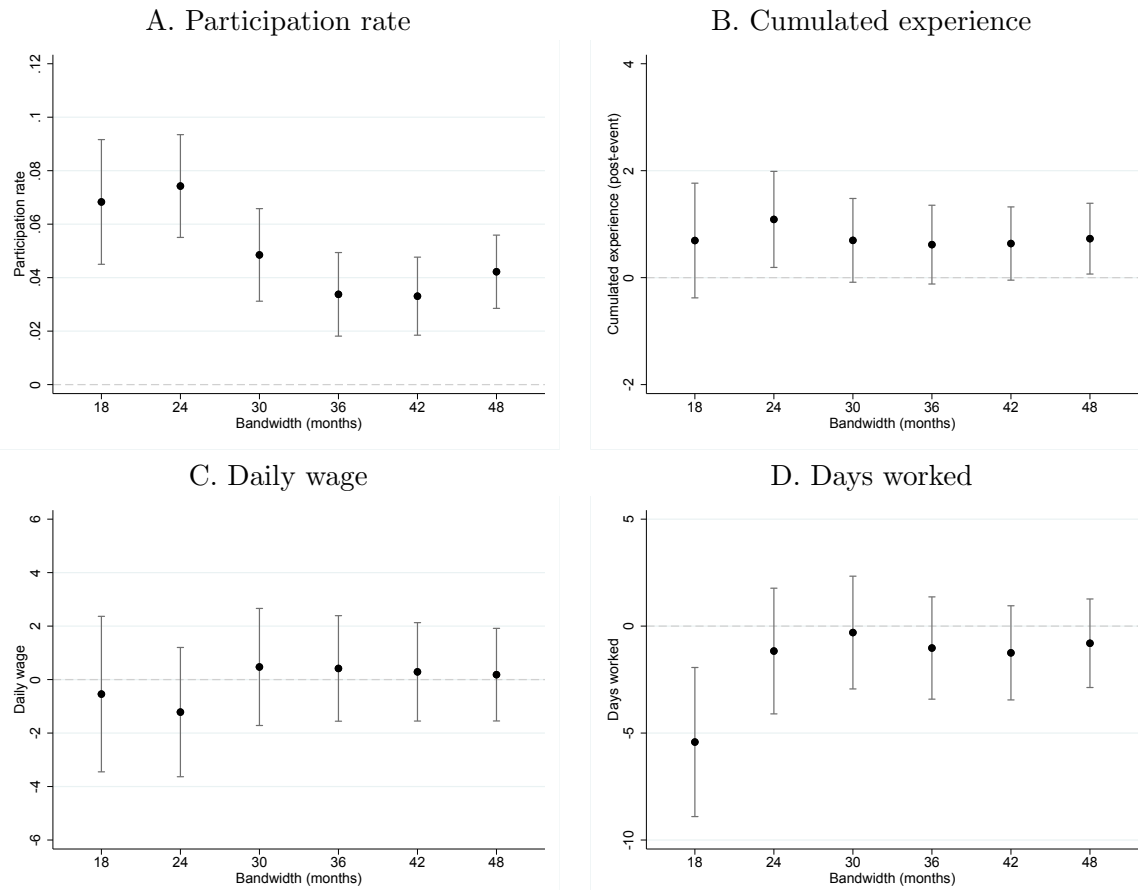 A. Participation rate
Participation rate
.12
.1
.08
.06
.04
.02
0
18 24 30 36 42 48
Bandwidth (months)
B. Cumulated experience
Cumulated experience (post-event)
4
2
0
-2
18 24 30 36 42 48
Bandwidth (months)
C. Daily wage
Daily wage
6
4
2
0
-2
-4
-6
18 24 30 36 42 48
Bandwidth (months)
D. Days worked
Days worked
5
0
-5
-10
18 24 30 36 42 48
Bandwidth (months)